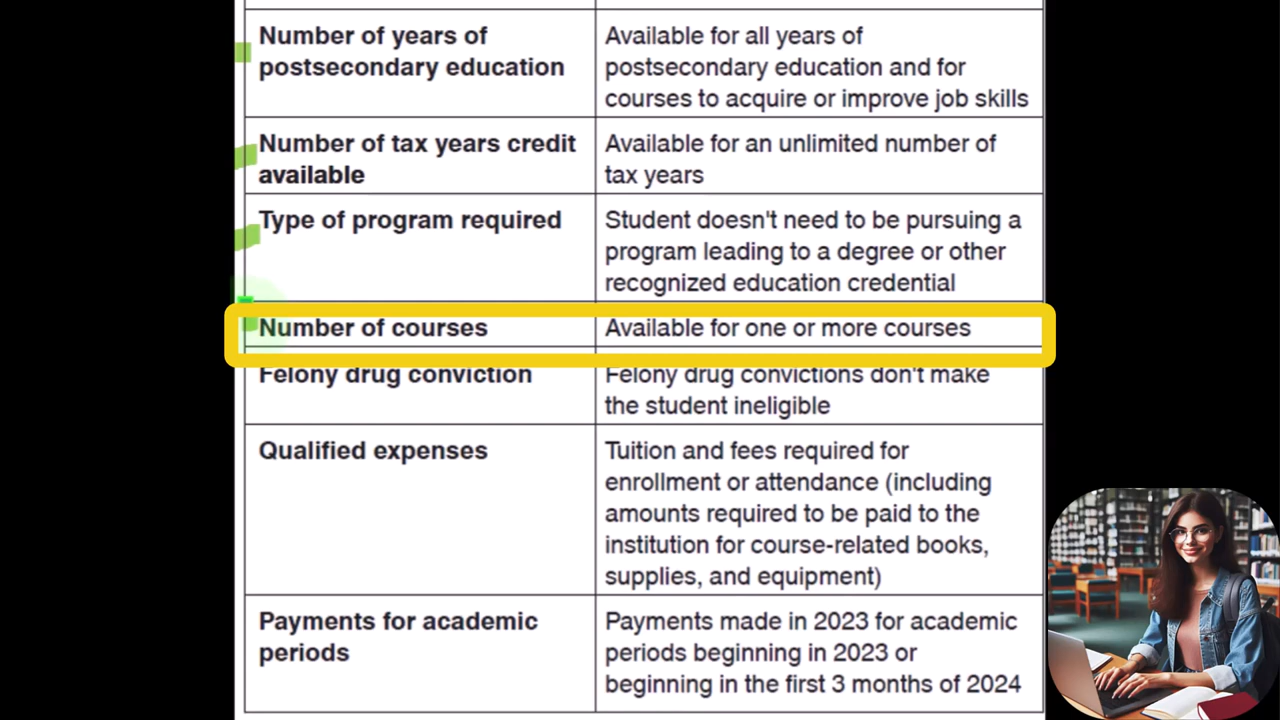 Number of years of
postsecondary education
Available for all years of
postsecondary education and for
courses to acquire or improve job skills
Number of tax years credit
available
Available for an unlimited number of
tax years
Type of program required
Student doesn't need to be pursuing a
program leading to a degree or other
recognized education credential
Number of courses
Available for one or more courses
Felony drug conviction
Felony drug convictions don't make
the student ineligible
Qualified expenses
Tuition and fees required for
enrollment or attendance (including
amounts required to be paid to the
institution for course-related books,
supplies, and equipment)
Payments for academic
periods
Payments made in 2023 for academic
periods beginning in 2023 or
beginning in the first 3 months of 2024